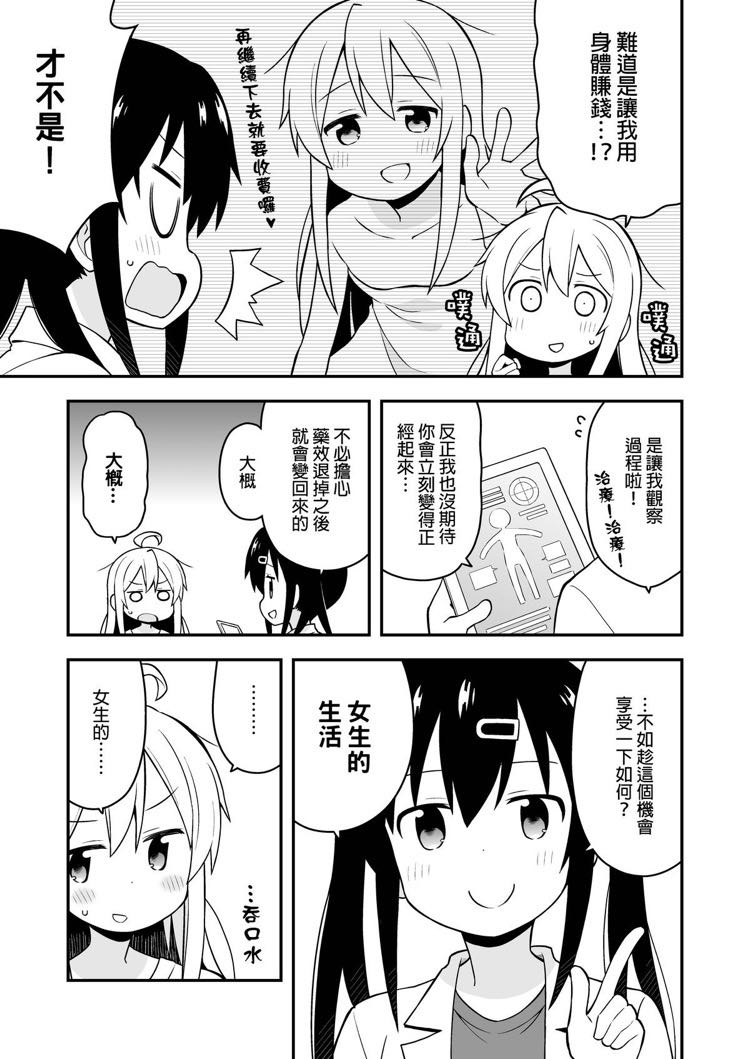 難道是讓我用
身體賺錢…!?
噗通
噗通
再繼續下去就要收費囉♥
才不是！
是讓我觀察
過程啦！
治療！治療！
反正我也沒期待
你會立刻變得正
經起來…
不必擔心
藥效退掉之後
就會變回來的
大概
大概…
…不如趁這個機會
享受一下如何？
女生的
生活
………
女生的……
…吞口水